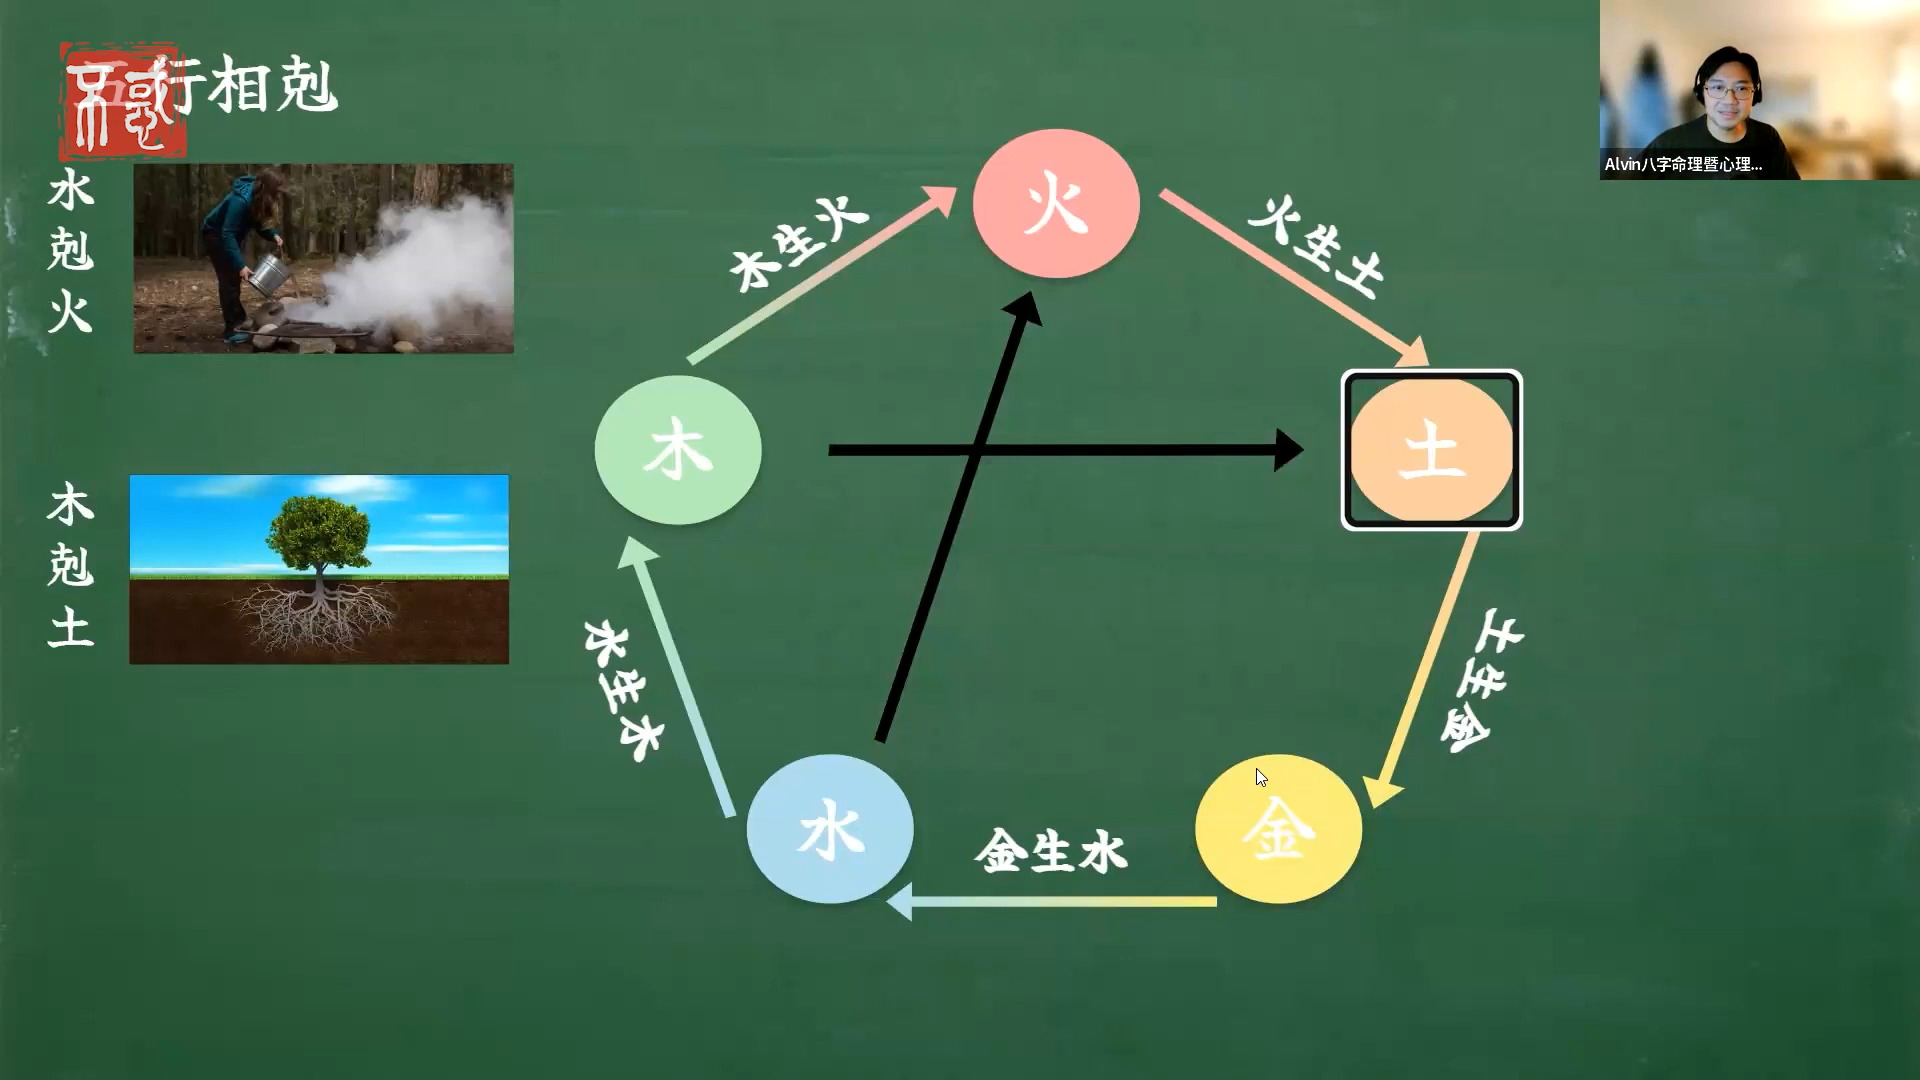 五行相剋
不惑
Alvin八字命理暨心理...
水剋火
木剋土
木生火
火生土
土生金
金生水
水生木
火
土
金
水
木